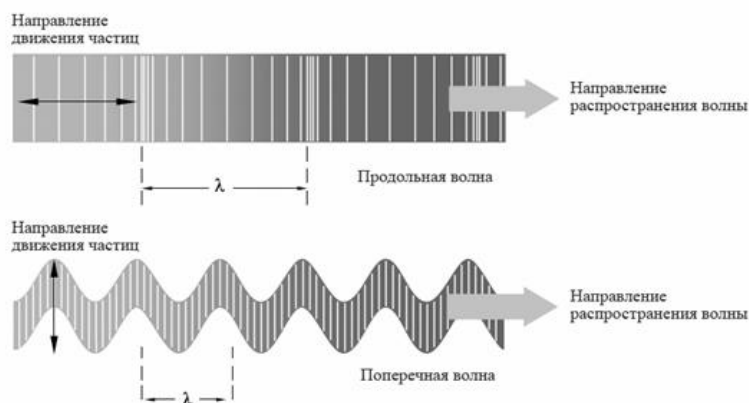 Направление
движения частиц
Направление
распространения волны
λ
Продольная волна
Направление
движения частиц
Направление
распространения волны
Поперечная волна
λ